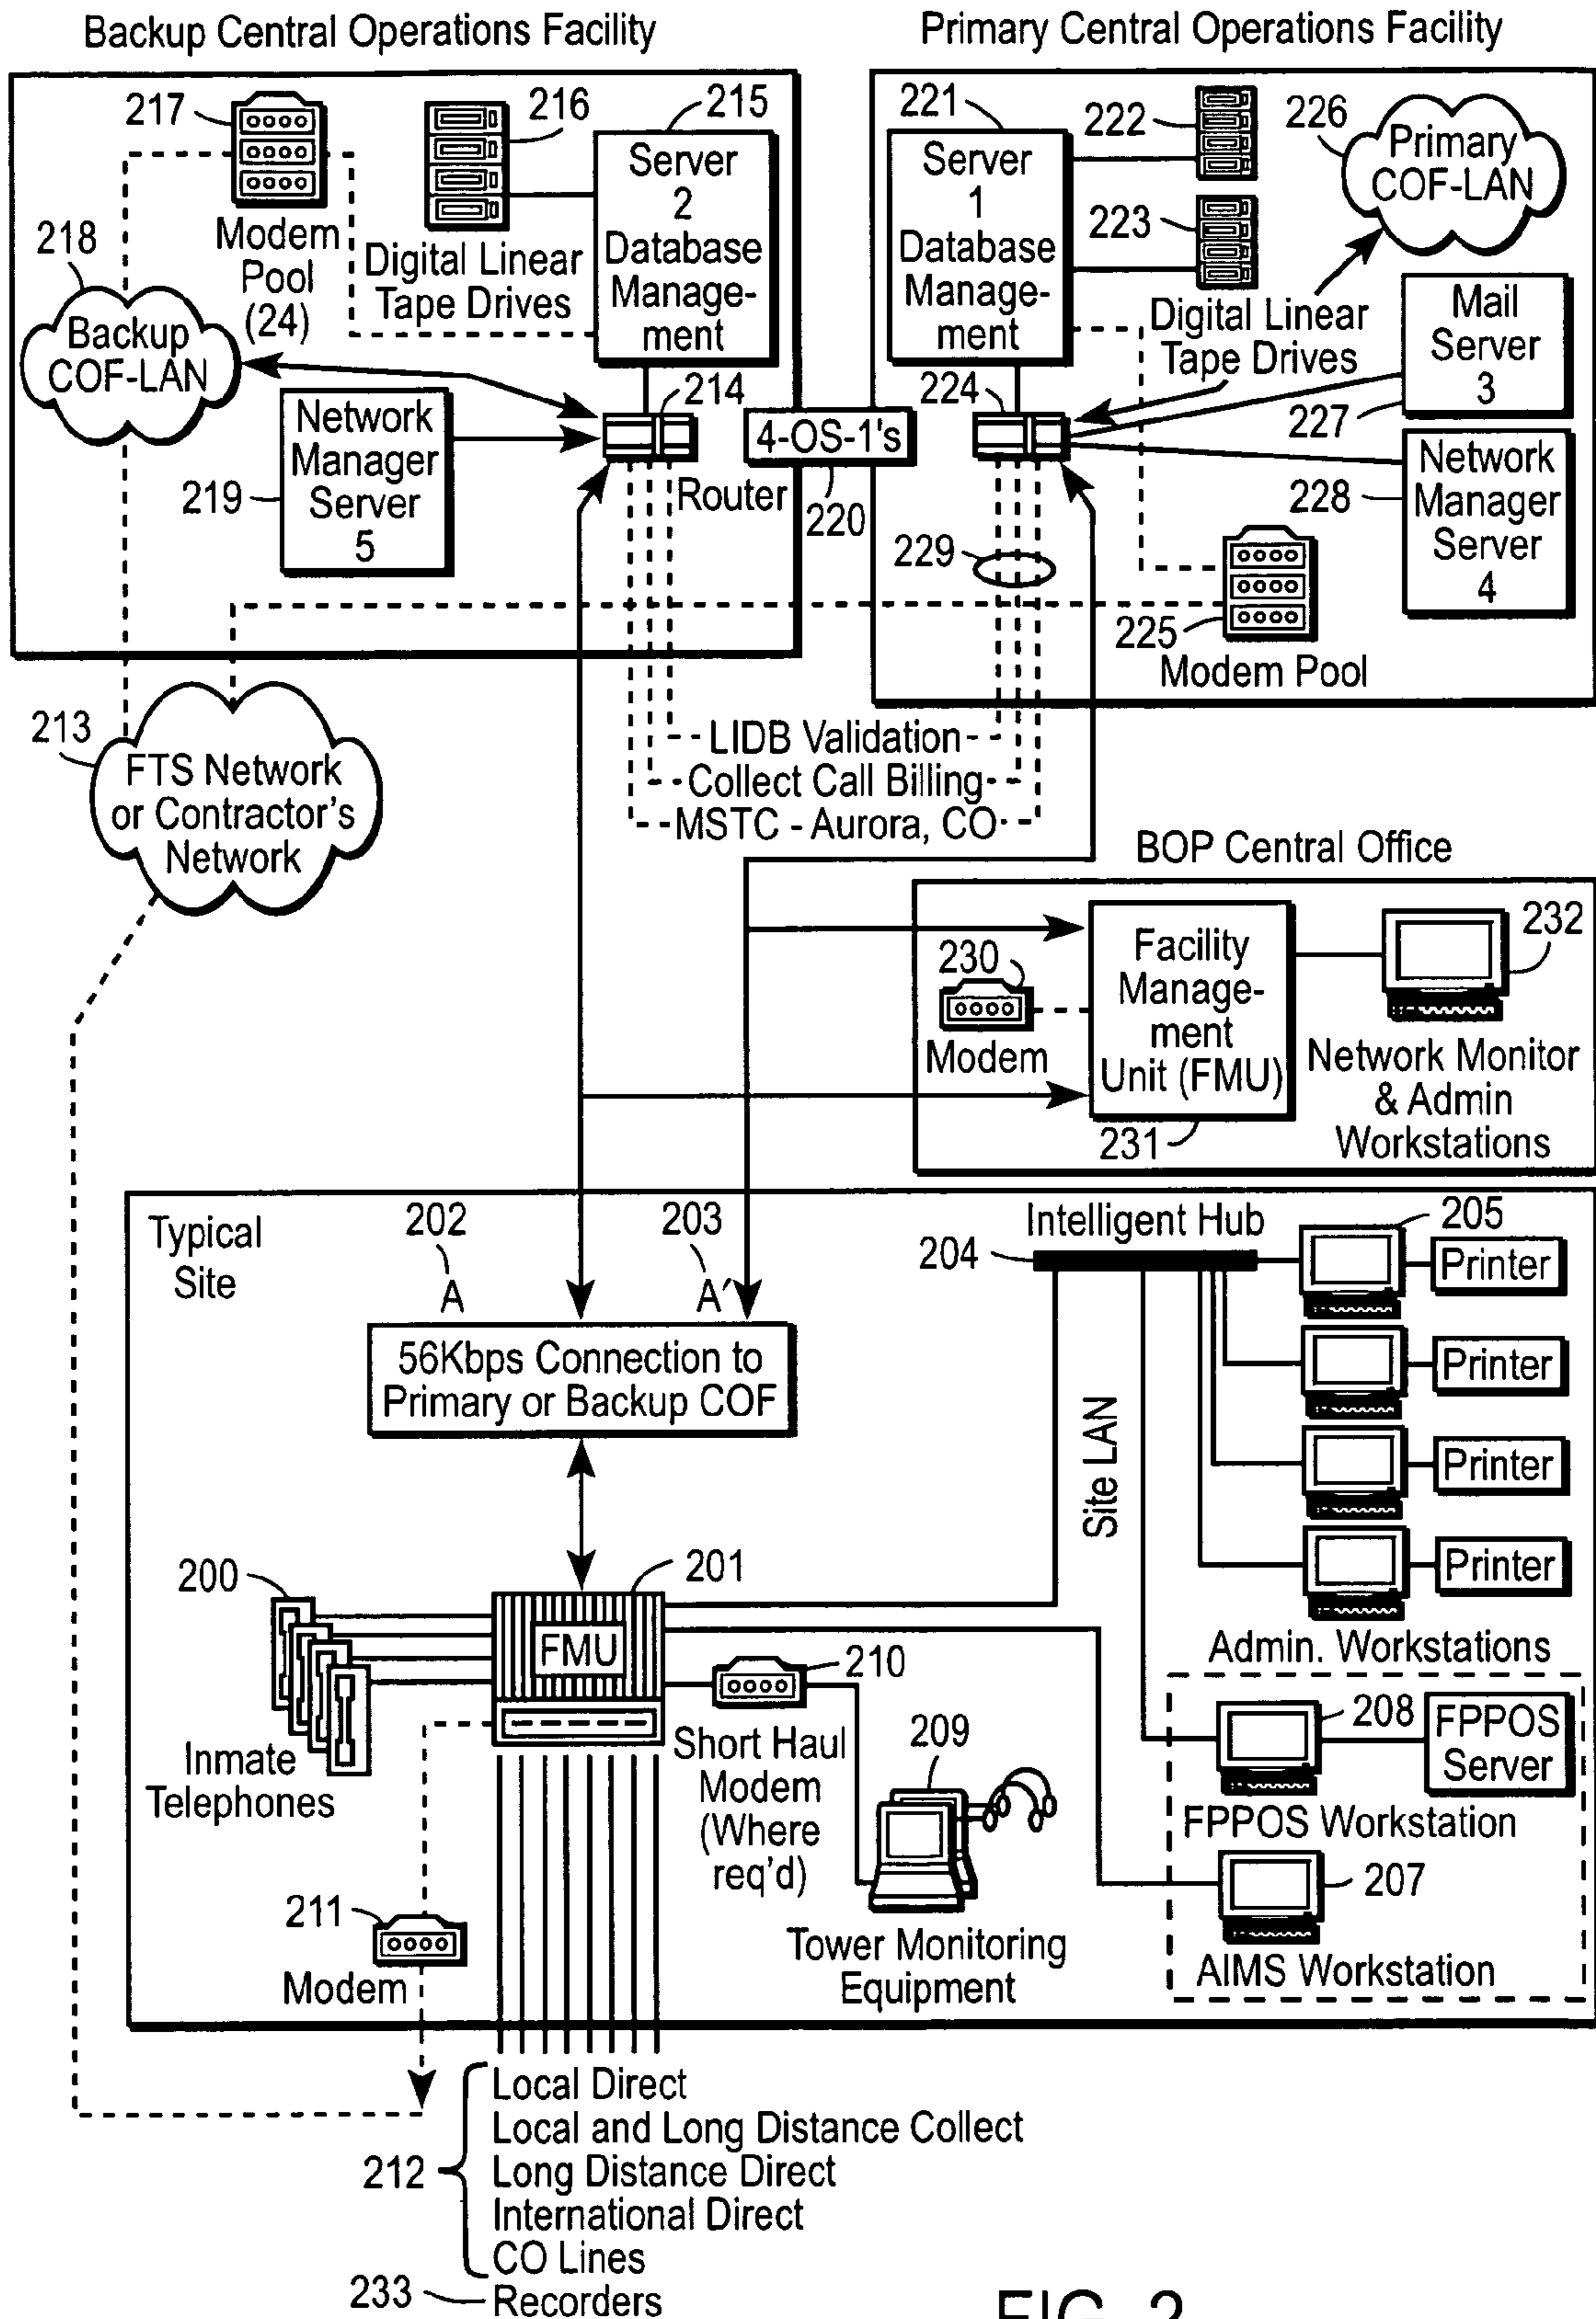 Backup Central Operations Facility
Primary Central Operations Facility
217
216
215
Server
2
Database
Manage-
ment
Modem
Pool
(24)
Digital Linear
Tape Drives
218
Backup
COF-LAN
214
Network
Manager
Server
5
219
Router
4-OS-1's
220
221
Server
1
Database
Manage-
ment
222
223
226
Primary
COF-LAN
Digital Linear
Tape Drives
Mail
Server
3
227
224
Network
Manager
Server
4
228
229
225
Modem Pool
213
FTS Network
or Contractor's
Network
LIDB Validation
Collect Call Billing
MSTC - Aurora, CO
BOP Central Office
230
Modem
Facility
Manage-
ment
Unit (FMU)
231
232
Network Monitor
& Admin
Workstations
Typical
Site
202
A
203
A'
56Kbps Connection to
Primary or Backup COF
Intelligent Hub
204
205
Printer
Printer
Printer
Printer
Site LAN
Admin. Workstations
200
Inmate
Telephones
201
FMU
210
Short Haul
Modem
(Where
req'd)
209
Tower Monitoring
Equipment
208
FPPOS
Server
FPPOS Workstation
207
AIMS Workstation
211
Modem
212
Local Direct
Local and Long Distance Collect
Long Distance Direct
International Direct
CO Lines
233
Recorders
FIG. 2